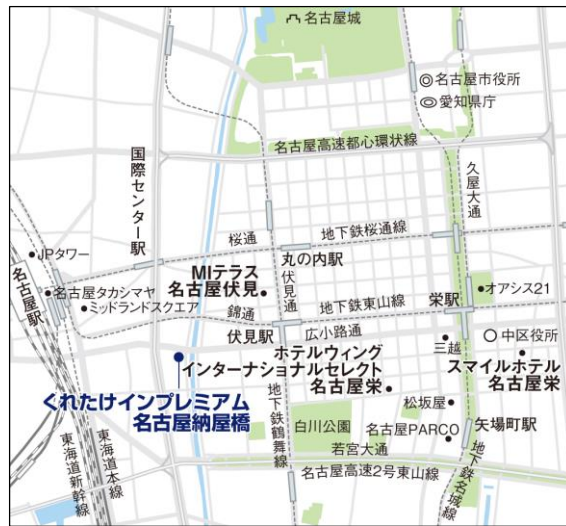 名古屋城
名古屋市役所
愛知県庁
名古屋高速都心環状線
国際センター駅
久屋大通
桜通
地下鉄桜通線
丸の内駅
JPタワー
名古屋駅
名古屋タカシマヤ
ミッドランドスクエア
MIテラス
名古屋伏見
伏見通
錦通
地下鉄東山線
栄駅
オアシス21
伏見駅
広小路通
三越
中区役所
ホテルウィング
インターナショナルセレクト
名古屋栄
スマイルホテル
名古屋栄
くれたけインプレミアム
名古屋納屋橋
地下鉄鶴舞線
白川公園
松坂屋
名古屋PARCO
矢場町駅
若宮大通
名古屋高速2号東山線
地下鉄名城線
東海道本線
東海道新幹線